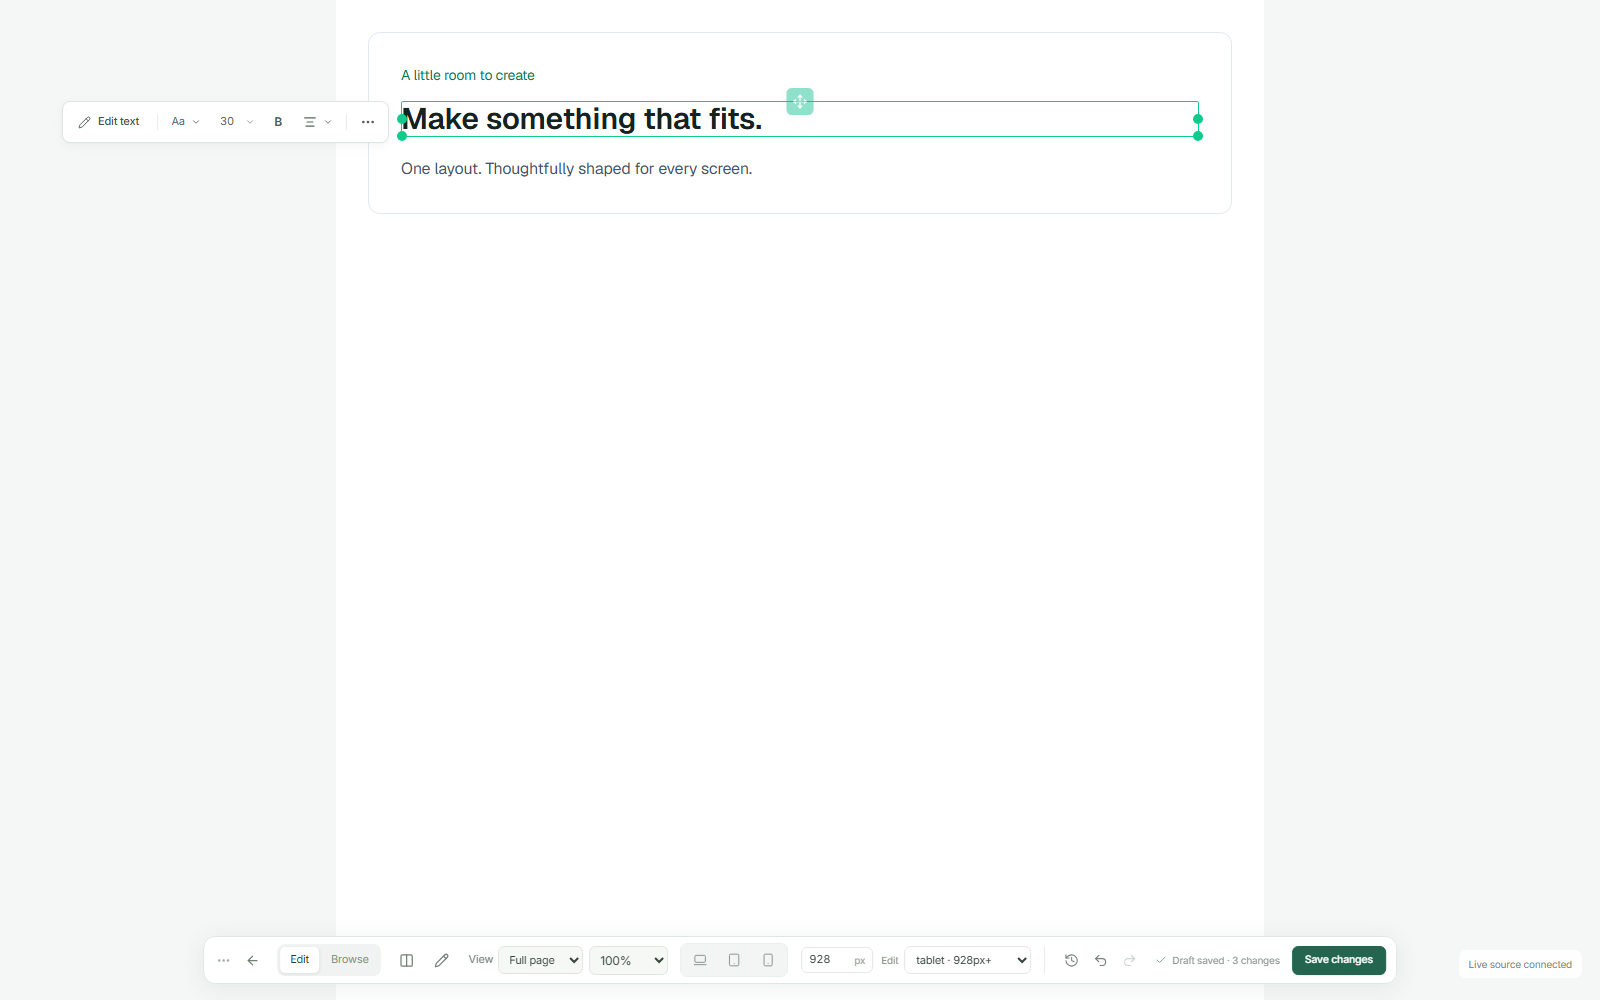 A little room to create
Edit text Aa 30 B
Make something that fits.
One layout. Thoughtfully shaped for every screen.
Edit Browse View Full page 100% 928 px Edit tablet · 928px+ Draft saved · 3 changes Save changes
Live source connected